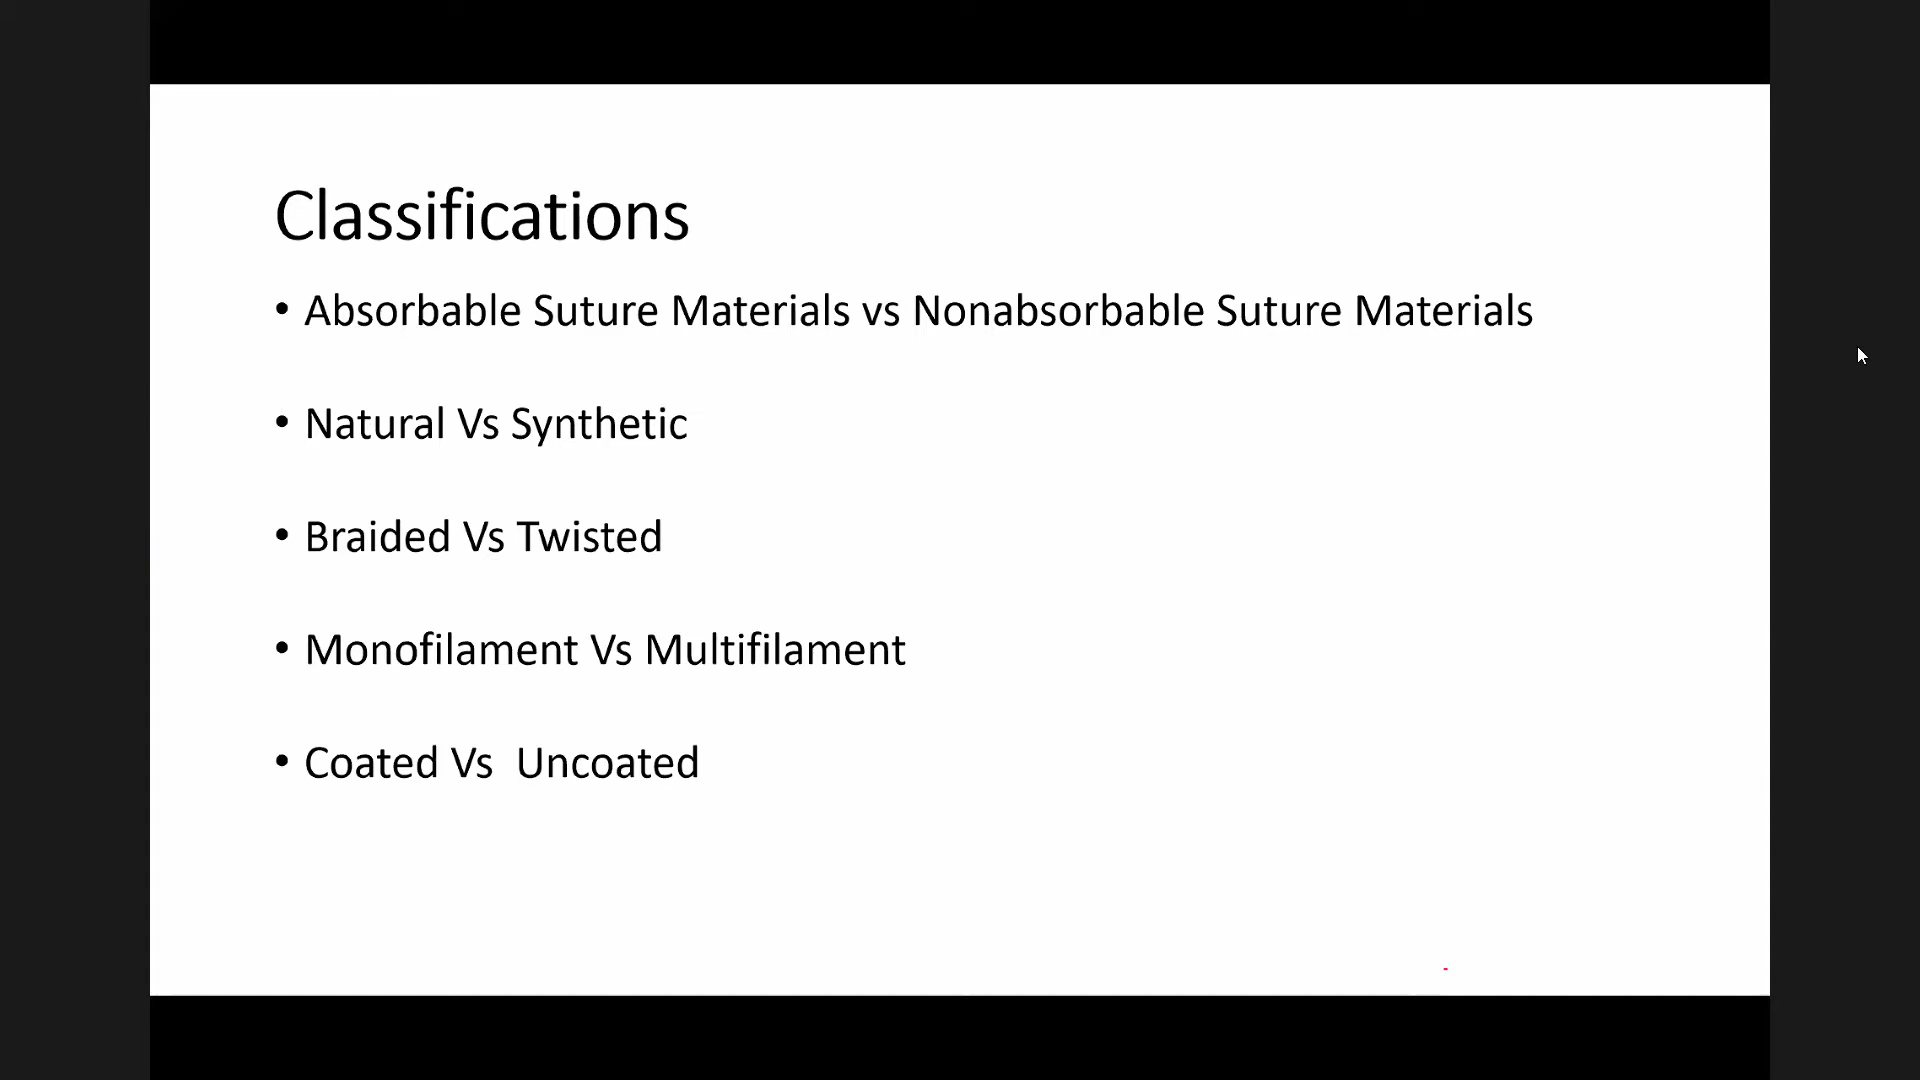 Classifications
• Absorbable Suture Materials vs Nonabsorbable Suture Materials
• Natural Vs Synthetic
• Braided Vs Twisted
• Monofilament Vs Multifilament
• Coated Vs  Uncoated